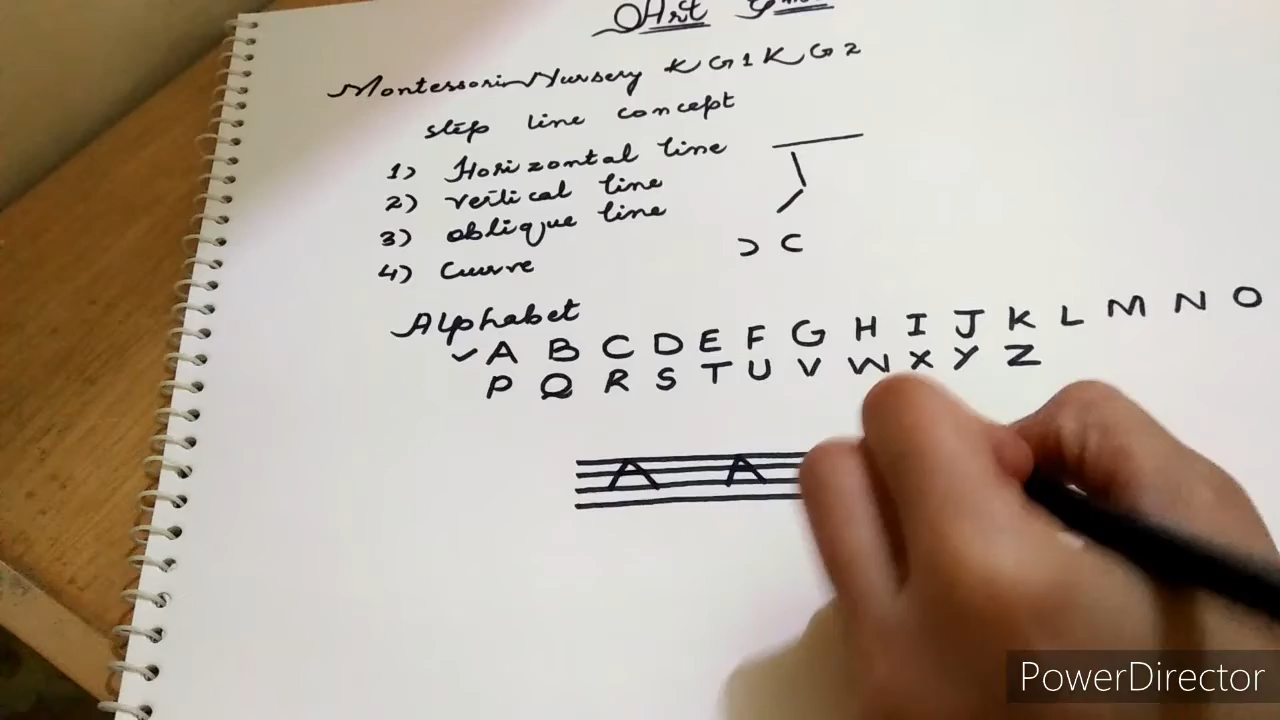 Art
Montessori Nursery KG1 KG2
step line concept
1) Horizontal line
2) vertical line
3) oblique line
4) Curve
Alphabet
A B C D E F G H I J K L M N O
P Q R S T U V W X Y Z
A A
PowerDirector